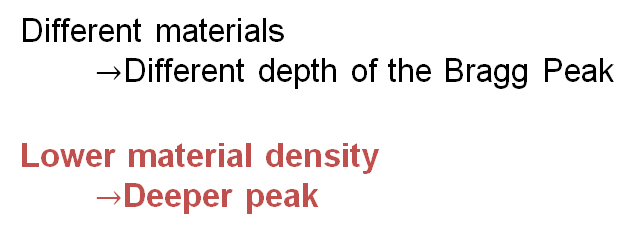 Different materials
→Different depth of the Bragg Peak
Lower material density
→Deeper peak